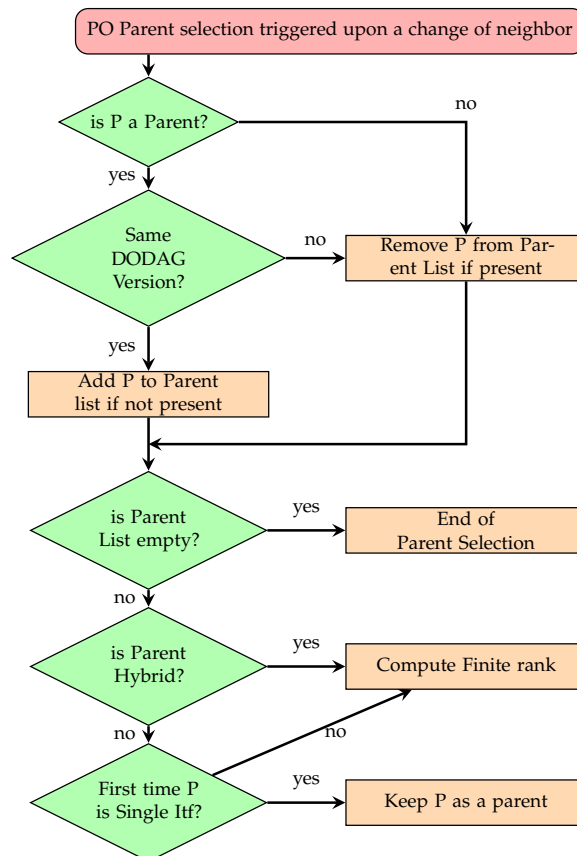 PO Parent selection triggered upon a change of neighbor
is P a Parent?
no
yes
Same
DODAG
Version?
no
Remove P from Par-
ent List if present
yes
Add P to Parent
list if not present
is Parent
List empty?
yes
End of
Parent Selection
no
is Parent
Hybrid?
yes
Compute Finite rank
no
no
First time P
is Single Itf?
yes
Keep P as a parent